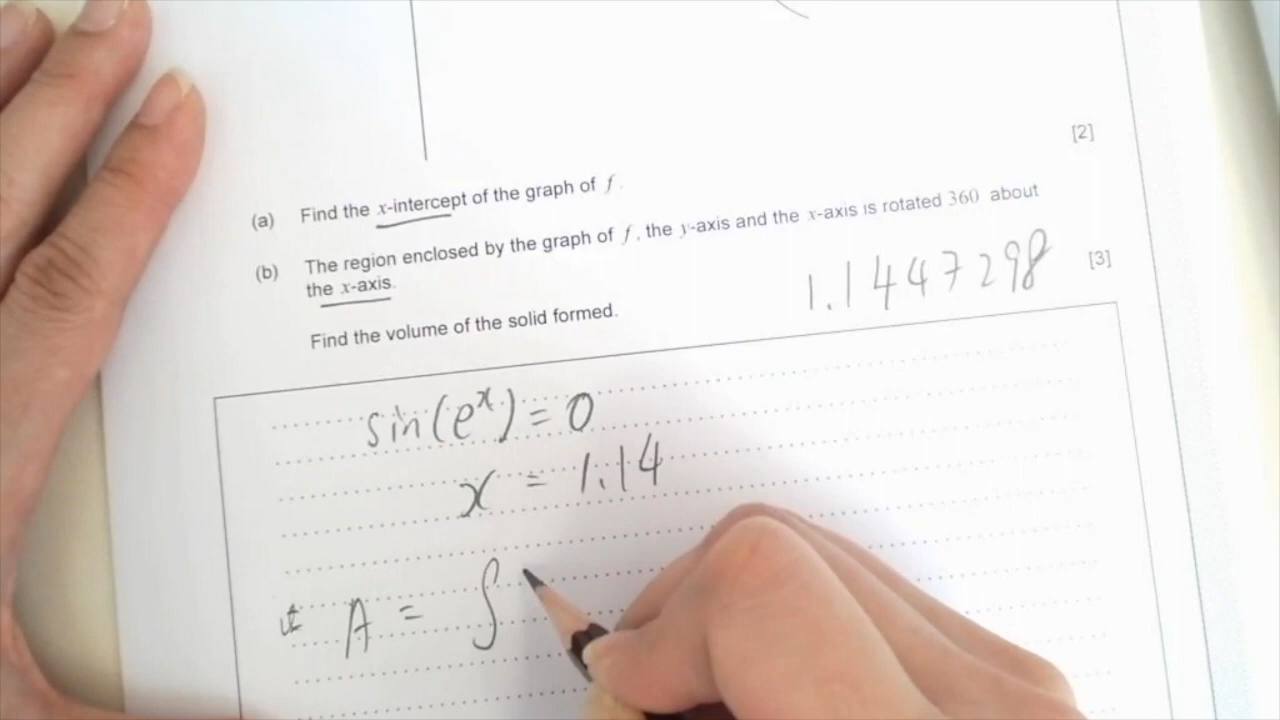 [2]
(a) Find the x-intercept of the graph of f.
(b) The region enclosed by the graph of f, the y-axis and the x-axis is rotated 360 about
the x-axis.
1.1447298 [3]
Find the volume of the solid formed.
sin(e^x) = 0
x = 1.14
A = ∫